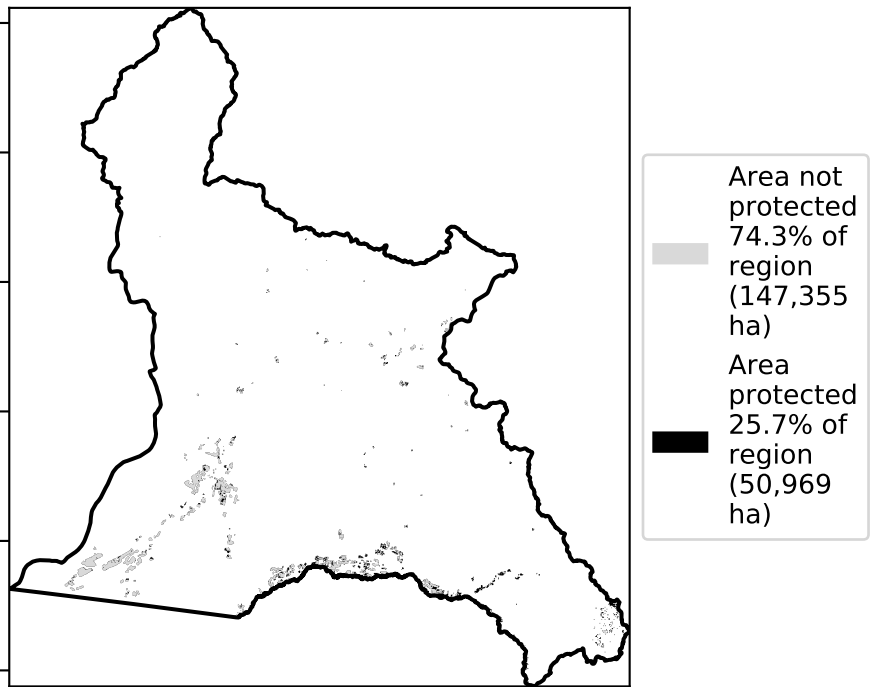 Area not
protected
74.3% of
region
(147,355
ha)
Area
protected
25.7% of
region
(50,969
ha)